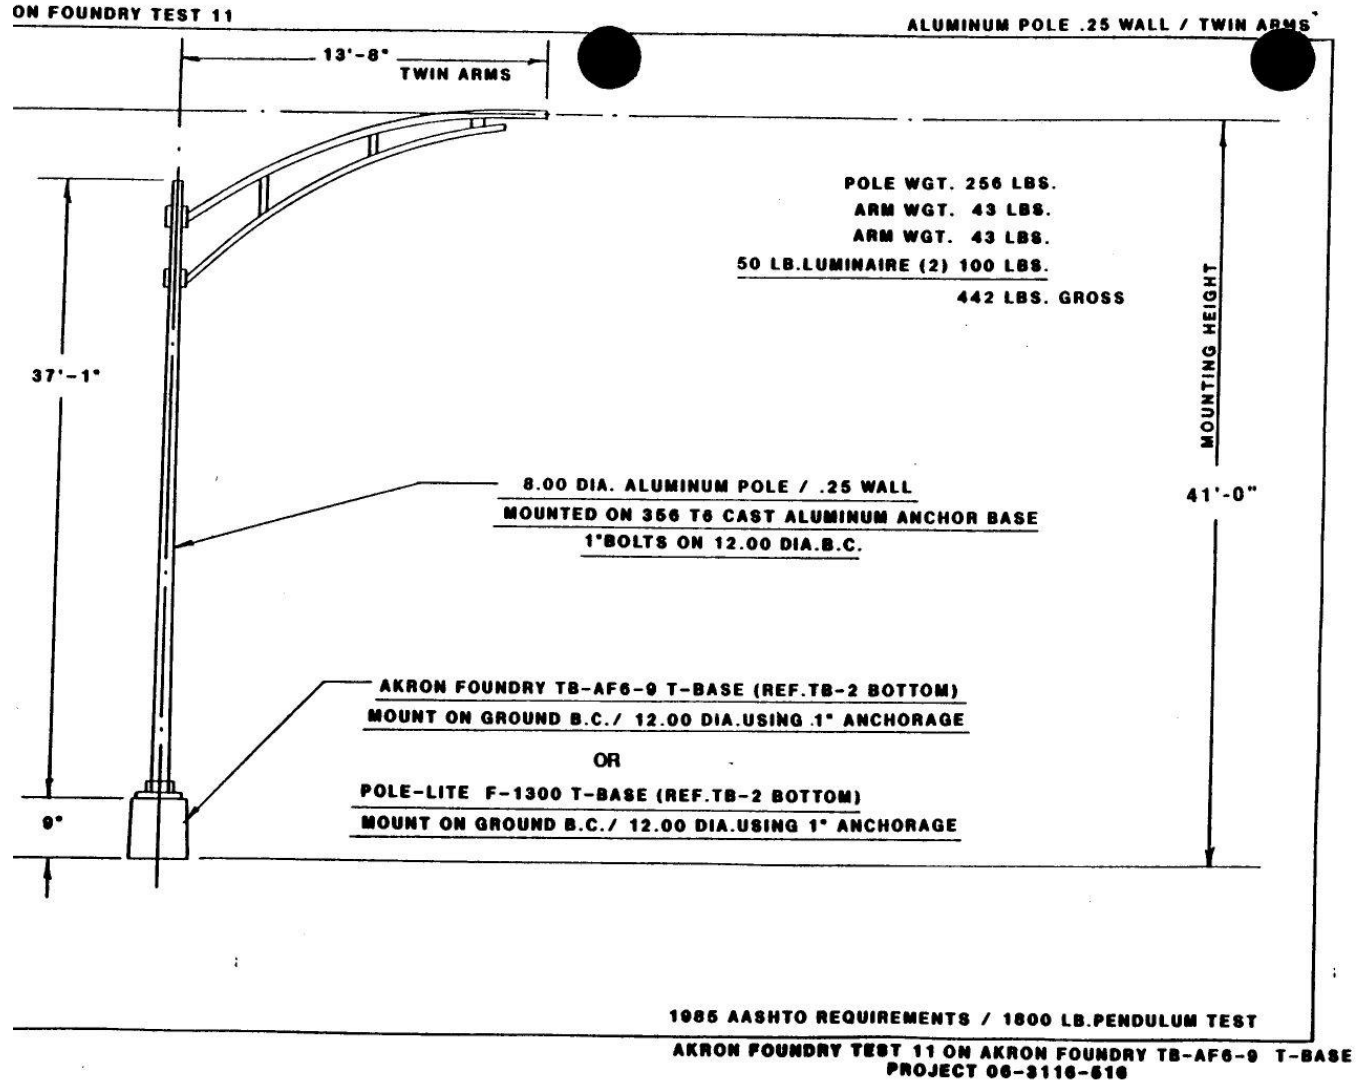 ON FOUNDRY TEST 11
ALUMINUM POLE .25 WALL / TWIN ARMS
13'-8"
TWIN ARMS
POLE WGT. 256 LBS.
ARM WGT. 43 LBS.
ARM WGT. 43 LBS.
50 LB.LUMINAIRE (2) 100 LBS.
442 LBS. GROSS
MOUNTING HEIGHT
37'-1"
41'-0"
8.00 DIA. ALUMINUM POLE / .25 WALL
MOUNTED ON 356 T6 CAST ALUMINUM ANCHOR BASE
1"BOLTS ON 12.00 DIA.B.C.
AKRON FOUNDRY TB-AF6-9 T-BASE (REF.TB-2 BOTTOM)
MOUNT ON GROUND B.C./ 12.00 DIA.USING 1" ANCHORAGE
OR
POLE-LITE F-1300 T-BASE (REF.TB-2 BOTTOM)
MOUNT ON GROUND B.C./ 12.00 DIA.USING 1" ANCHORAGE
9"
1985 AASHTO REQUIREMENTS / 1800 LB.PENDULUM TEST
AKRON FOUNDRY TEST 11 ON AKRON FOUNDRY TB-AF6-9 T-BASE
PROJECT 06-3116-516